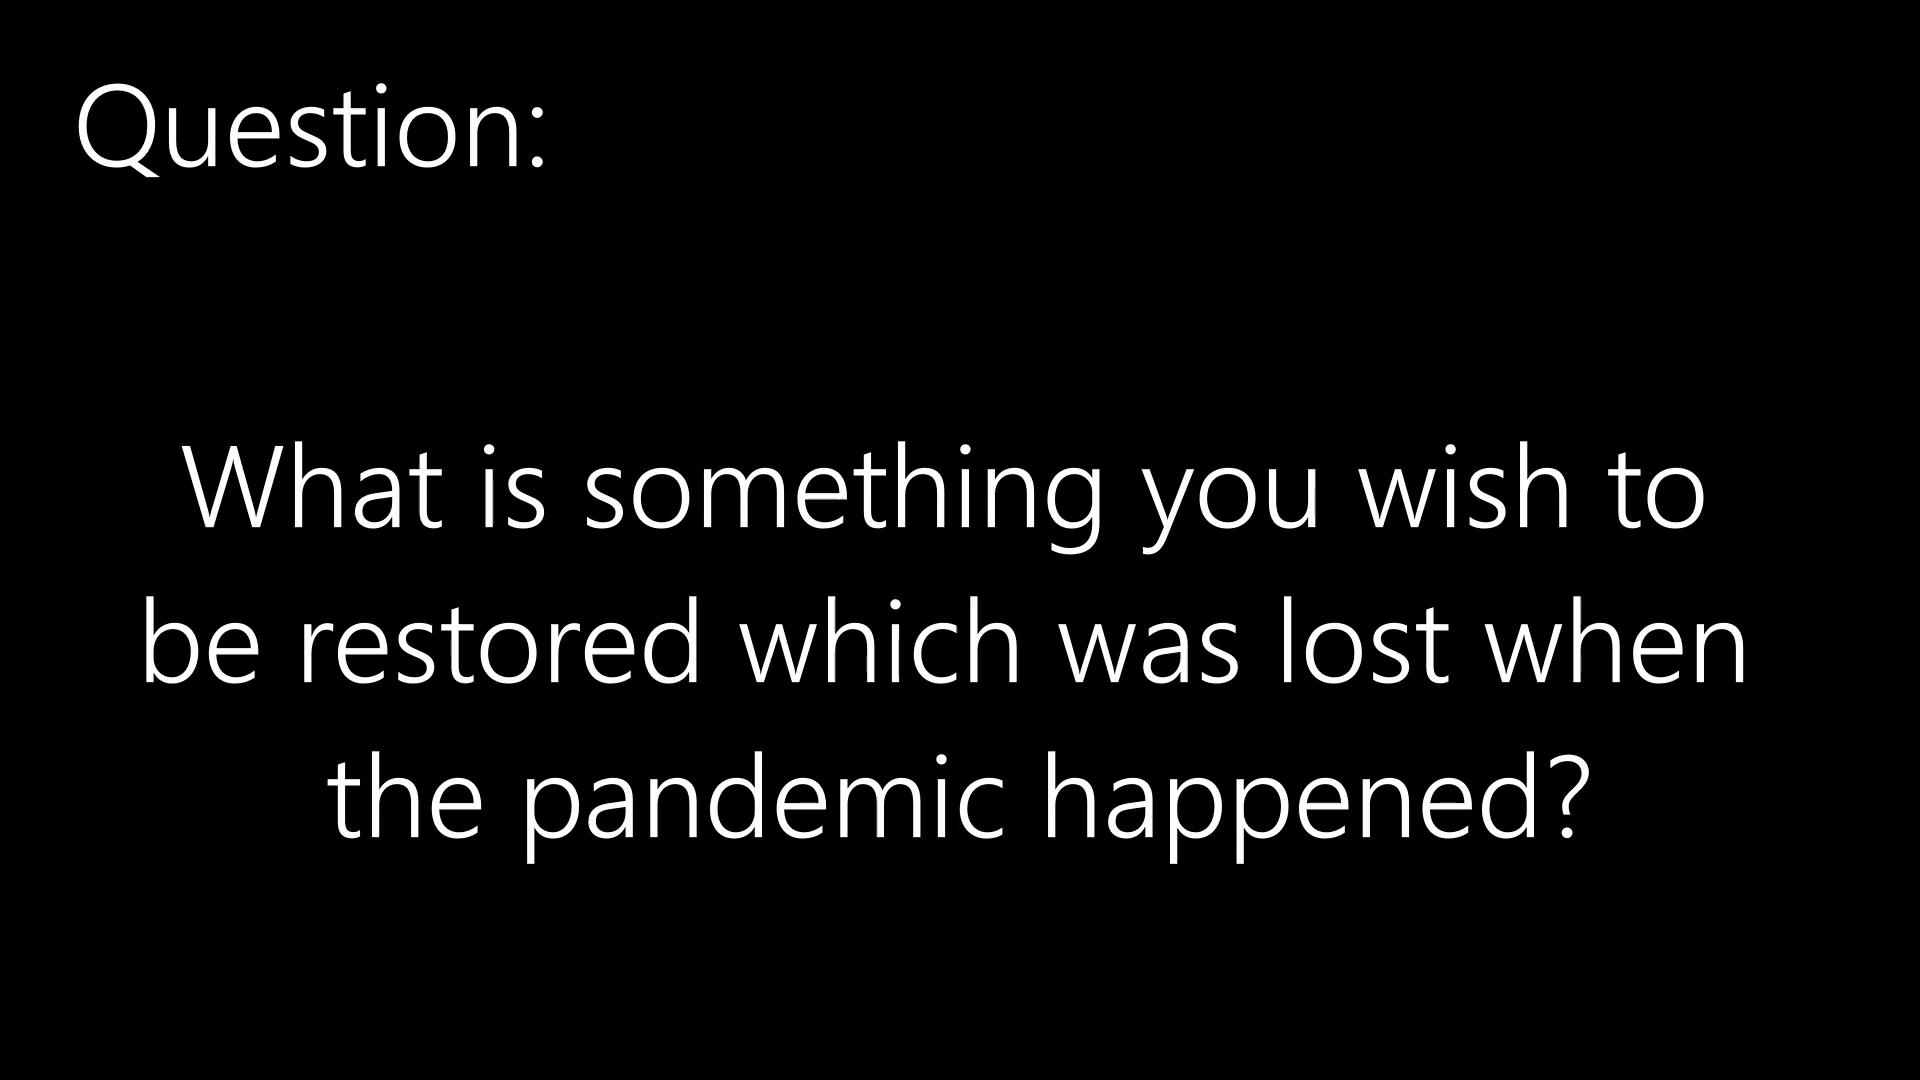 Question:
What is something you wish to
be restored which was lost when
the pandemic happened?